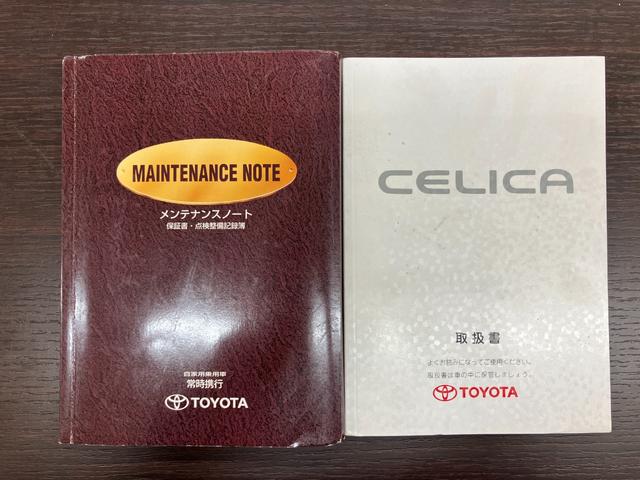 MAINTENANCE NOTE
メンテナンスノート
保証書・点検整備記録簿
自家用乗用車
常時携行
TOYOTA
CELICA
取扱書
よくお読みになってご使用ください。
取扱書は車の中に保管しましょう。
TOYOTA